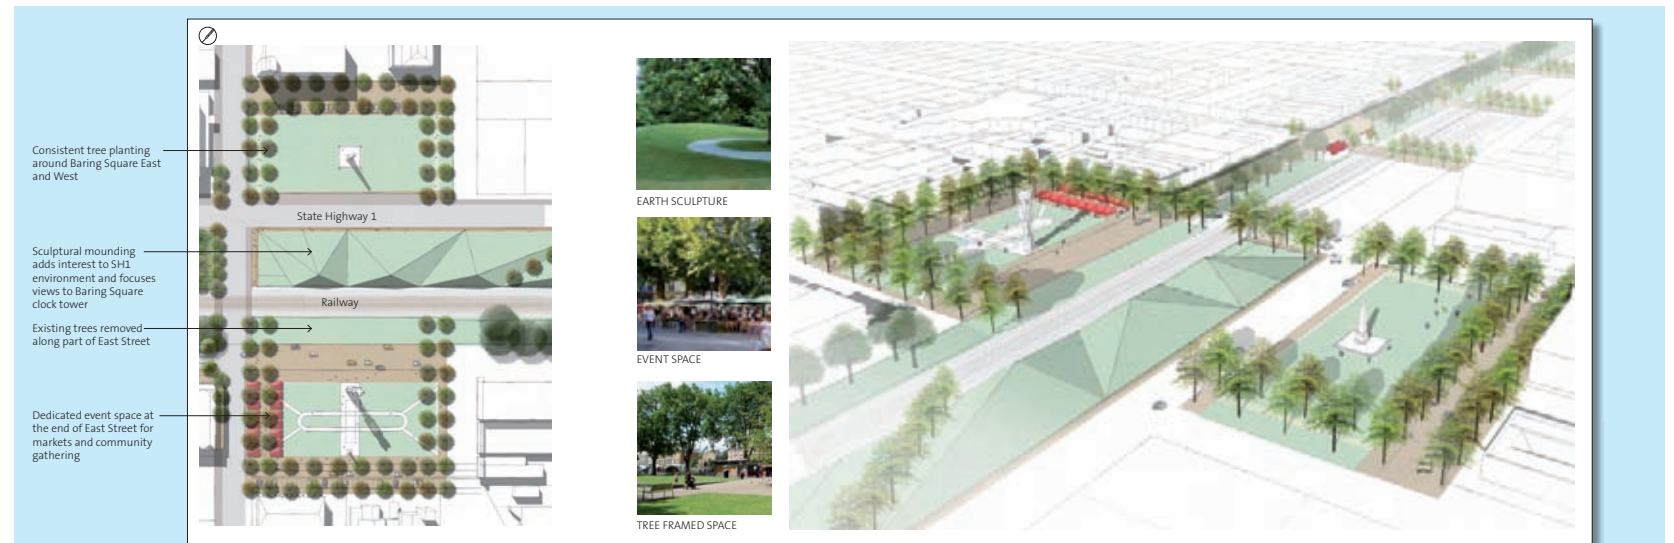 Consistent tree planting
around Baring Square East
and West
State Highway 1
Sculptural mounding
adds interest to SH1
environment and focuses
views to Baring Square
clock tower
Railway
Existing trees removed
along part of East Street
Dedicated event space at
the end of East Street for
markets and community
gathering
EARTH SCULPTURE
EVENT SPACE
TREE FRAMED SPACE